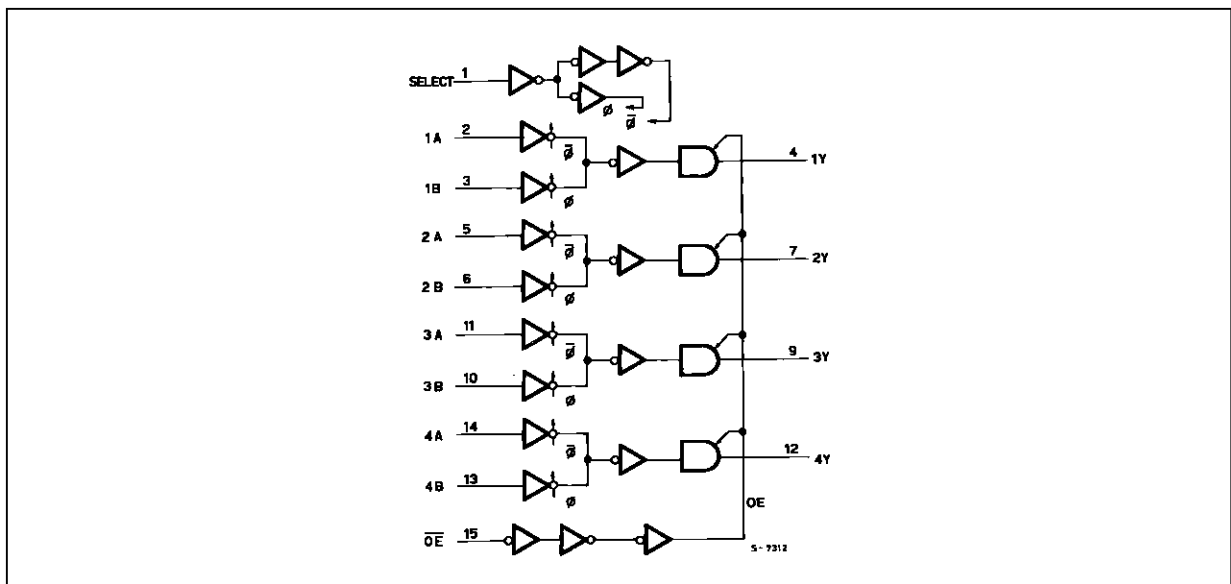 SELECT 1
ø
ø̅
1A 2
ø̅
4 1Y
1B 3
ø
2A 5
ø̅
7 2Y
2B 6
ø
3A 11
ø̅
9 3Y
3B 10
ø
4A 14
ø̅
12 4Y
4B 13
ø
OE
O̅E̅ 15
S-7312